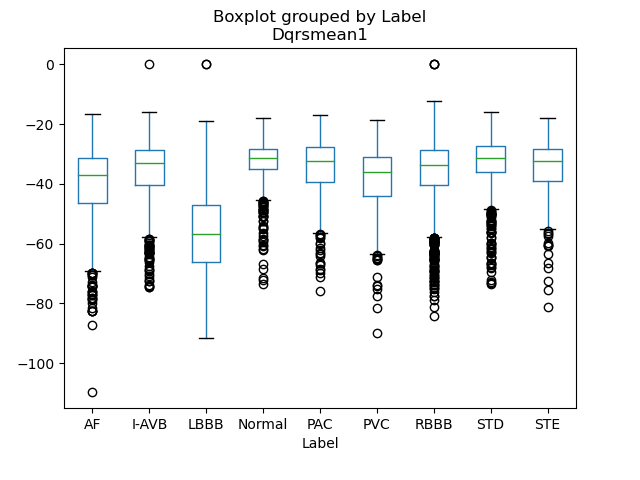 Boxplot grouped by Label
Dqrsmean1
0
−20
−40
−60
−80
−100
AF I-AVB LBBB Normal PAC PVC RBBB STD STE
Label